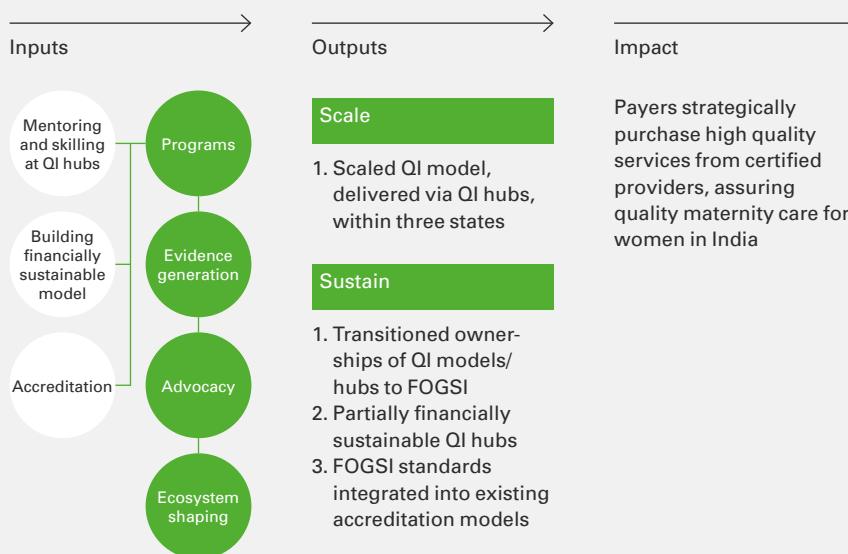 Inputs
Outputs
Impact
Mentoring
and skilling
at QI hubs
Programs
Building
financially
sustainable
model
Evidence
generation
Accreditation
Advocacy
Ecosystem
shaping
Scale
1. Scaled QI model,
delivered via QI hubs,
within three states
Sustain
1. Transitioned owner-
ships of QI models/
hubs to FOGSI
2. Partially financially
sustainable QI hubs
3. FOGSI standards
integrated into existing
accreditation models
Payers strategically
purchase high quality
services from certified
providers, assuring
quality maternity care for
women in India